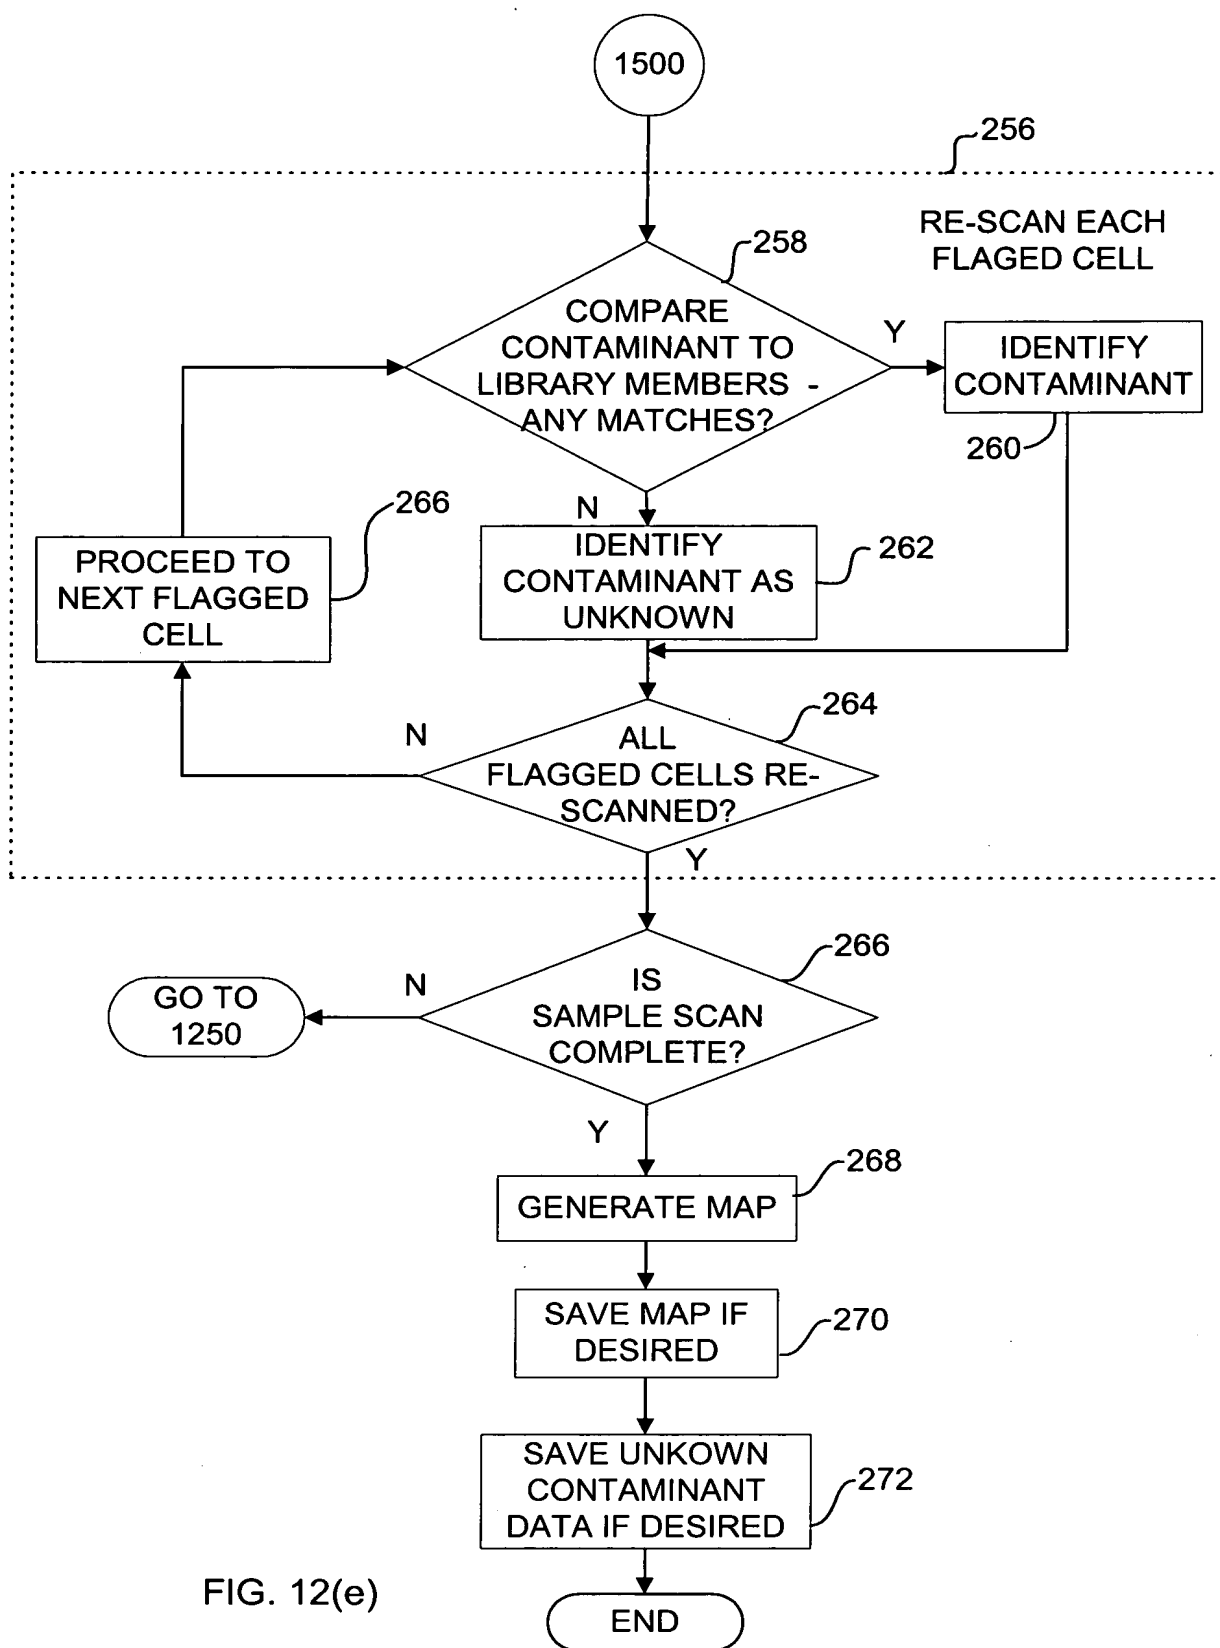 1500
256
RE-SCAN EACH
FLAGED CELL
258
COMPARE
CONTAMINANT TO
LIBRARY MEMBERS -
ANY MATCHES?
Y
IDENTIFY
CONTAMINANT
260
N
266
PROCEED TO
NEXT FLAGGED
CELL
IDENTIFY
CONTAMINANT AS
UNKNOWN
262
264
N
ALL
FLAGGED CELLS RE-
SCANNED?
Y
266
N
IS
SAMPLE SCAN
COMPLETE?
GO TO
1250
Y
268
GENERATE MAP
SAVE MAP IF
DESIRED
270
SAVE UNKOWN
CONTAMINANT
DATA IF DESIRED
272
FIG. 12(e)
END